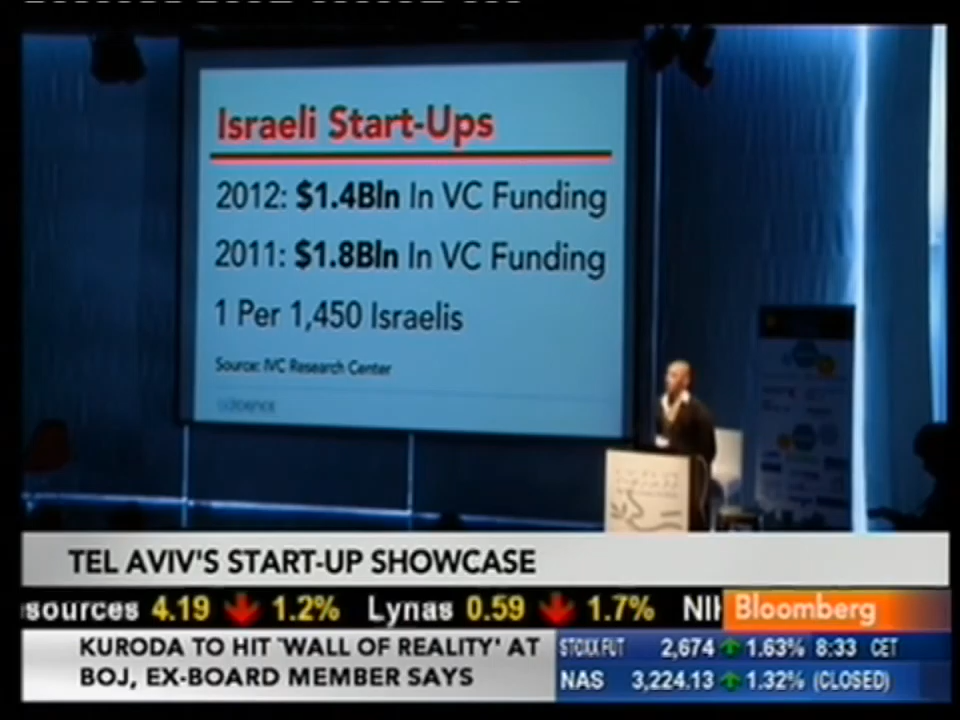 Israeli Start-Ups
2012: $1.4Bln In VC Funding
2011: $1.8Bln In VC Funding
1 Per 1,450 Israelis
Source: IVC Research Center
TEL AVIV'S START-UP SHOWCASE
sources 4.19 1.2% Lynas 0.59 1.7% NI
Bloomberg
KURODA TO HIT 'WALL OF REALITY' AT
BOJ, EX-BOARD MEMBER SAYS
STOXX FUT 2,674 1.63% 8:33 CET
NAS 3,224.13 1.32% (CLOSED)